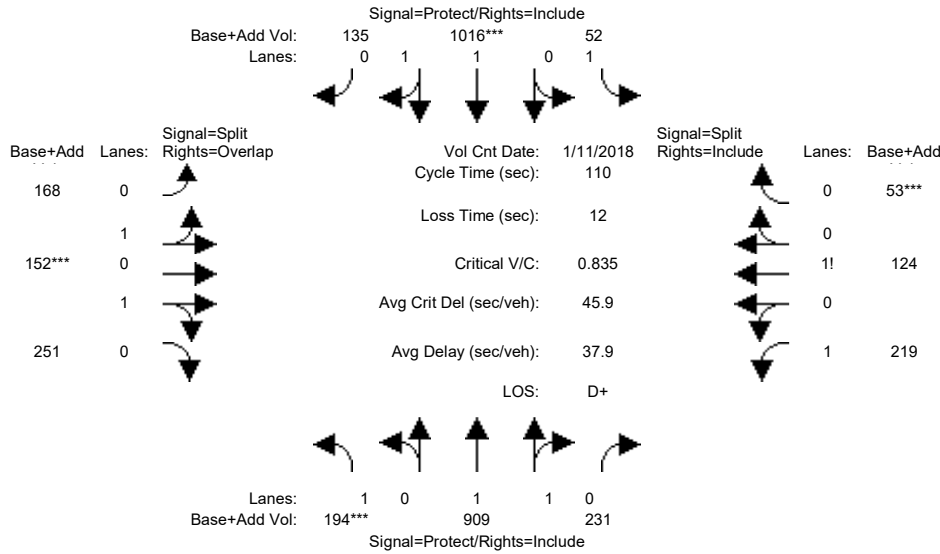 Signal=Protect/Rights=Include
Base+Add Vol: 135 1016*** 52
Lanes: 0 1 1 0 1
Signal=Split
Base+Add Lanes: Rights=Overlap
Vol Cnt Date: 1/11/2018
Signal=Split
Rights=Include Lanes: Base+Add
Cycle Time (sec): 110
168 0
0 53***
Loss Time (sec): 12
1
0
152*** 0
Critical V/C: 0.835
1! 124
1
Avg Crit Del (sec/veh): 45.9
0
251 0
Avg Delay (sec/veh): 37.9
1 219
LOS: D+
Lanes: 1 0 1 1 0
Base+Add Vol: 194*** 909 231
Signal=Protect/Rights=Include